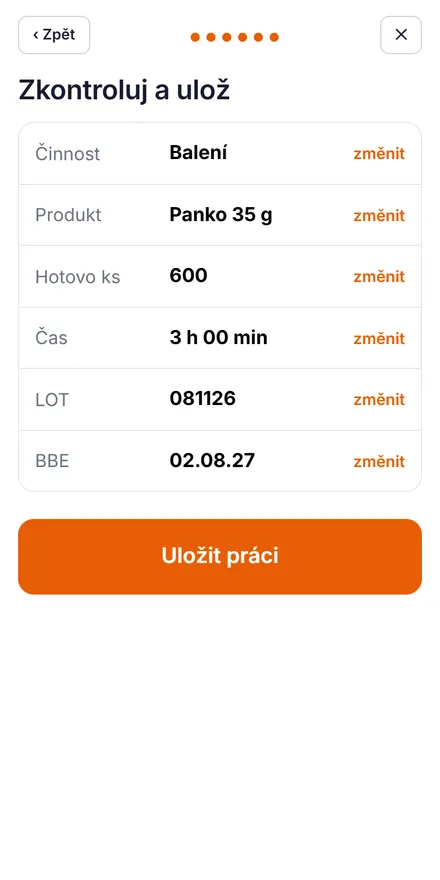 ‹ Zpět ✕
Zkontroluj a ulož
Činnost Balení změnit
Produkt Panko 35 g změnit
Hotovo ks 600 změnit
Čas 3 h 00 min změnit
LOT 081126 změnit
BBE 02.08.27 změnit
Uložit práci